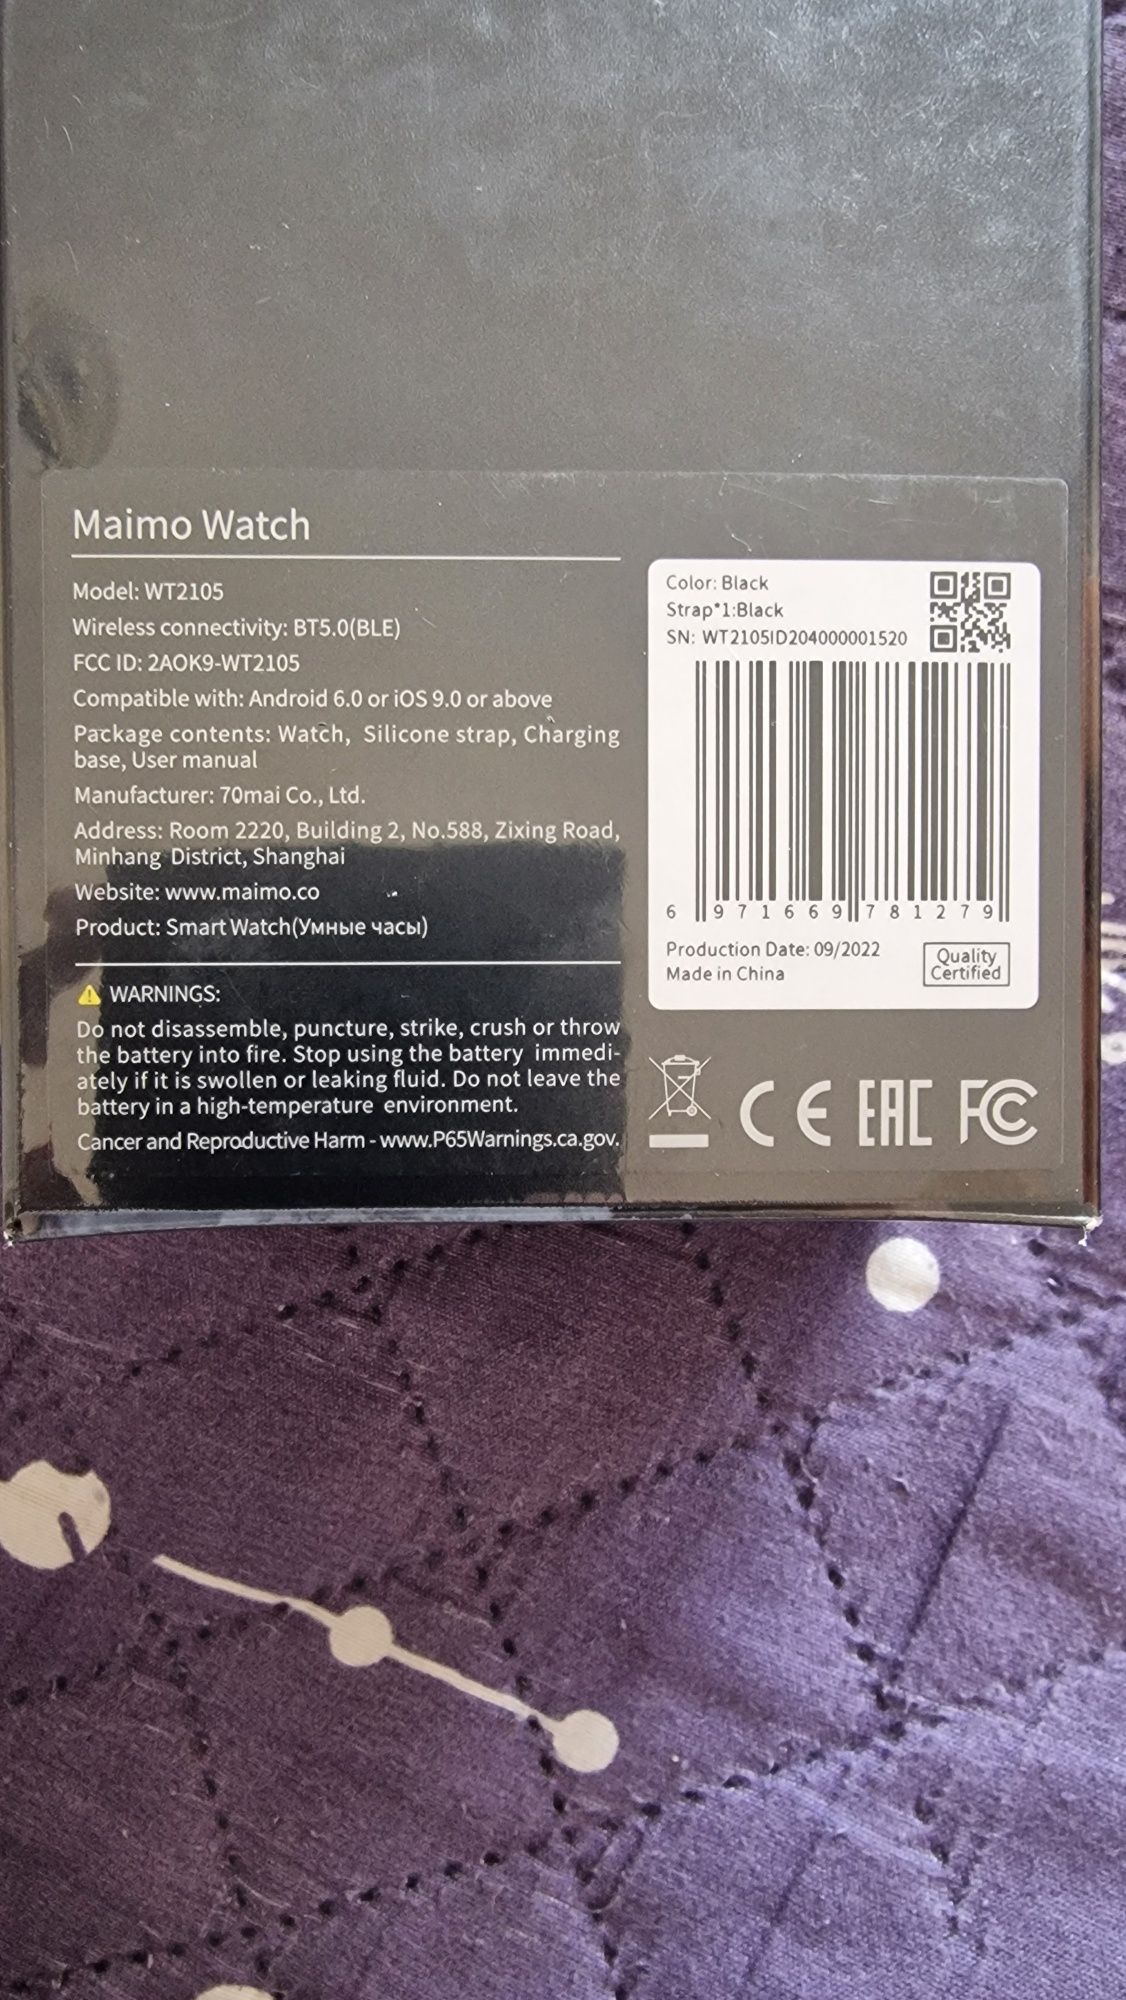 Maimo Watch
Model: WT2105
Wireless connectivity: BT5.0(BLE)
FCC ID: 2AOK9-WT2105
Compatible with: Android 6.0 or iOS 9.0 or above
Package contents: Watch, Silicone strap, Charging
base, User manual
Manufacturer: 70mai Co., Ltd.
Address: Room 2220, Building 2, No.588, Zixing Road,
Minhang District, Shanghai
Website: www.maimo.co
Product: Smart Watch(Умные часы)
WARNINGS:
Do not disassemble, puncture, strike, crush or throw
the battery into fire. Stop using the battery immedi-
ately if it is swollen or leaking fluid. Do not leave the
battery in a high-temperature environment.
Cancer and Reproductive Harm - www.P65Warnings.ca.gov.
Color: Black
Strap*1:Black
SN: WT2105ID204000001520
6 971669 781279
Production Date: 09/2022
Made in China
Quality
Certified
CE EAC FC